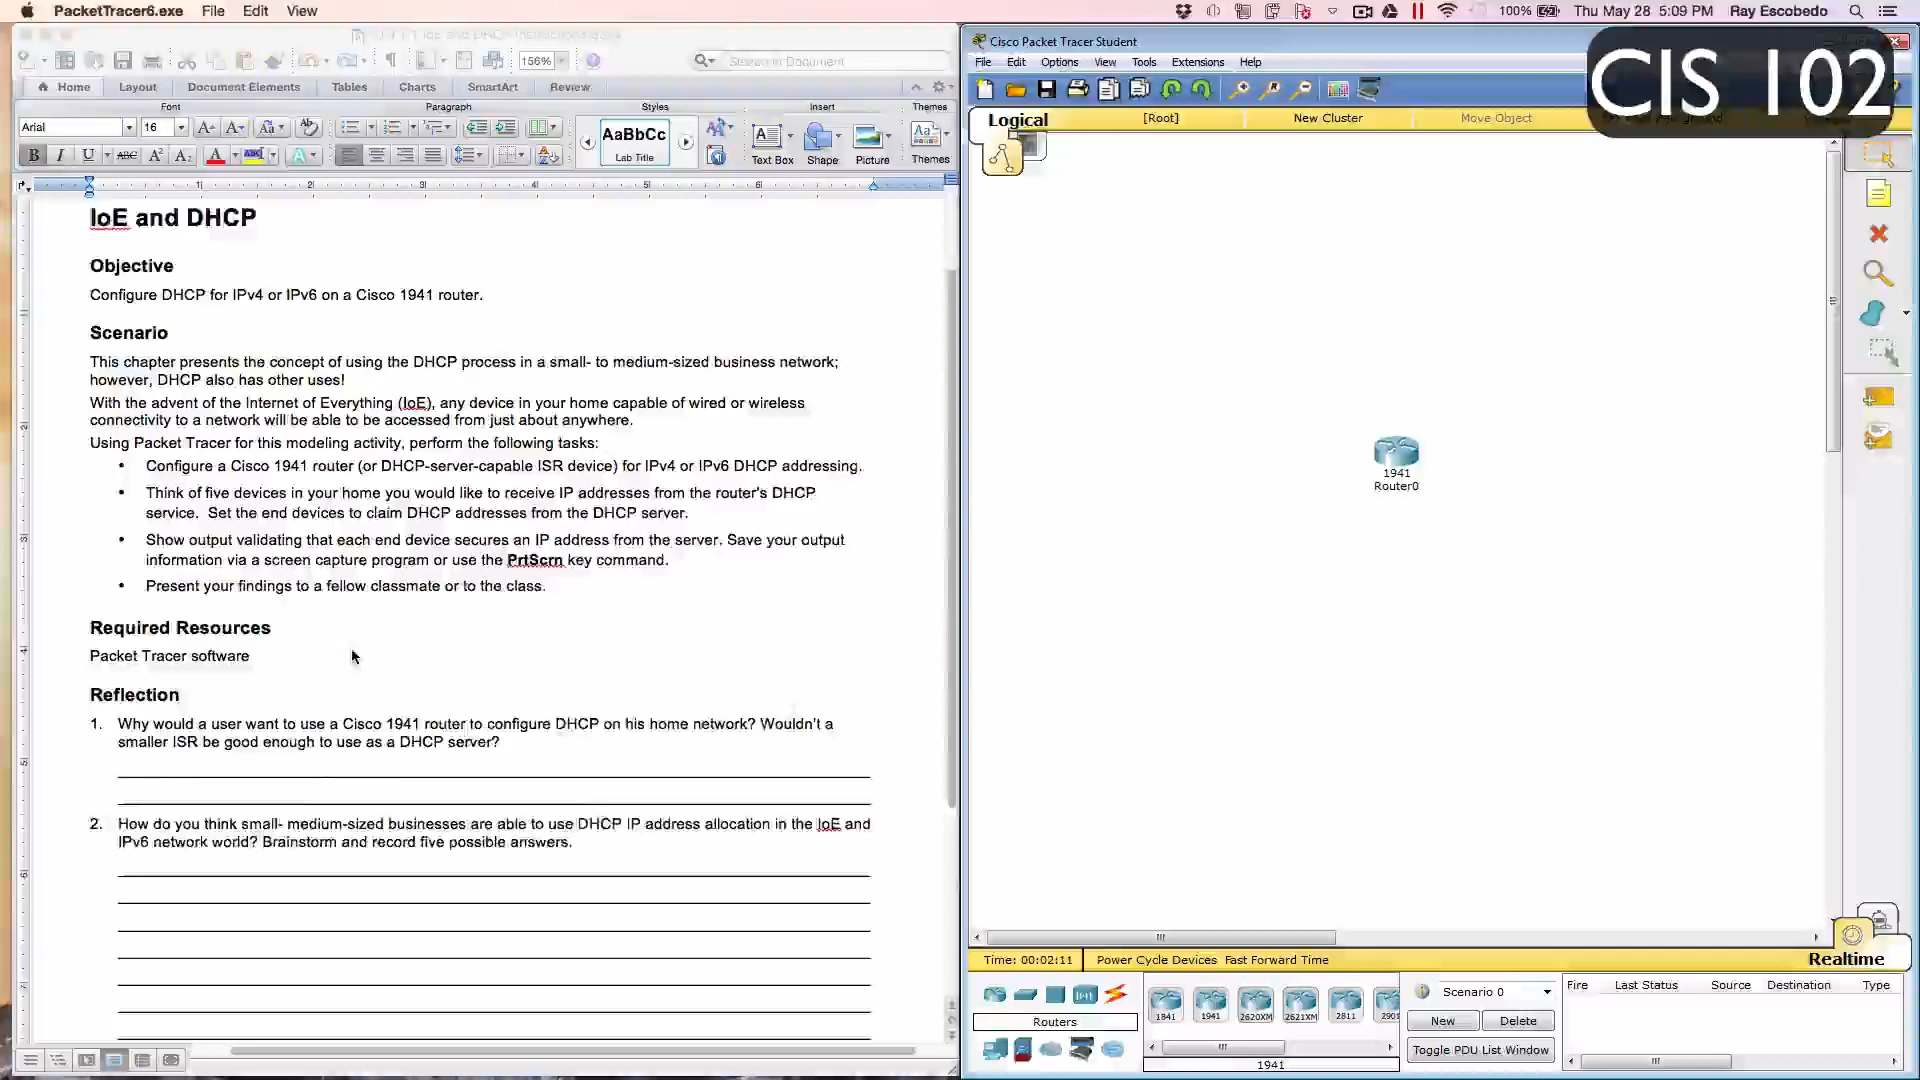 PacketTracer6.exe File Edit View
100% Thu May 28 5:09 PM Ray Escobedo
156%
Search in Document
Home Layout Document Elements Tables Charts SmartArt Review
Font Paragraph Styles Insert Themes
Arial 16
AaBbCc
Lab Title
Text Box Shape Picture Themes
IoE and DHCP
Objective
Configure DHCP for IPv4 or IPv6 on a Cisco 1941 router.
Scenario
This chapter presents the concept of using the DHCP process in a small- to medium-sized business network;
however, DHCP also has other uses!
With the advent of the Internet of Everything (IoE), any device in your home capable of wired or wireless
connectivity to a network will be able to be accessed from just about anywhere.
Using Packet Tracer for this modeling activity, perform the following tasks:
• Configure a Cisco 1941 router (or DHCP-server-capable ISR device) for IPv4 or IPv6 DHCP addressing.
• Think of five devices in your home you would like to receive IP addresses from the router's DHCP
service. Set the end devices to claim DHCP addresses from the DHCP server.
• Show output validating that each end device secures an IP address from the server. Save your output
information via a screen capture program or use the PrtScrn key command.
• Present your findings to a fellow classmate or to the class.
Required Resources
Packet Tracer software
Reflection
1. Why would a user want to use a Cisco 1941 router to configure DHCP on his home network? Wouldn't a
smaller ISR be good enough to use as a DHCP server?
2. How do you think small- medium-sized businesses are able to use DHCP IP address allocation in the IoE and
IPv6 network world? Brainstorm and record five possible answers.
Cisco Packet Tracer Student
File Edit Options View Tools Extensions Help
CIS 102
Logical [Root] New Cluster Move Object
1941
Router0
Time: 00:02:11 Power Cycle Devices Fast Forward Time
Realtime
Routers
1841 1941 2620XM 2621XM 2811 2901
1941
Scenario 0
New Delete
Toggle PDU List Window
Fire Last Status Source Destination Type